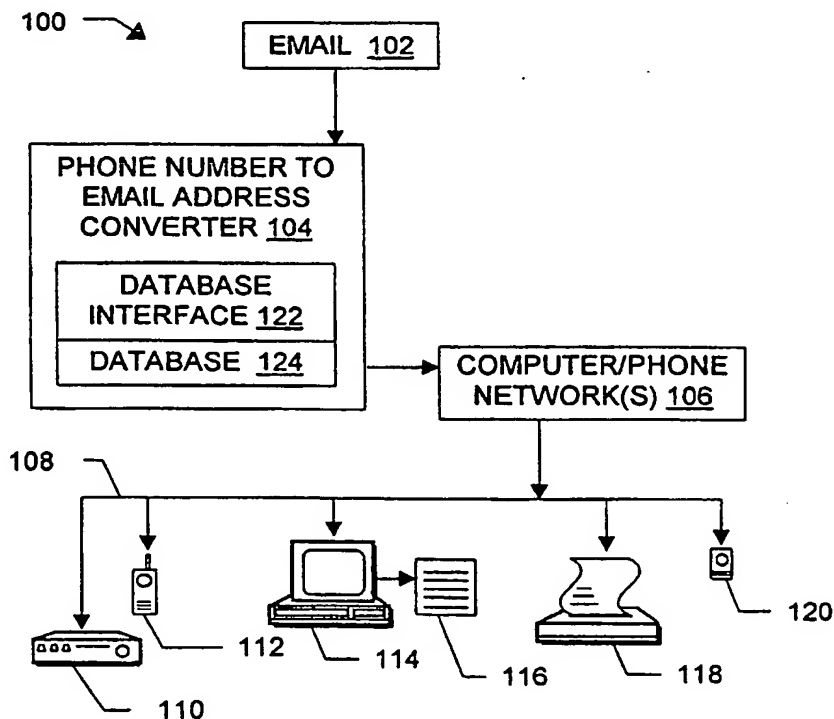 100
EMAIL 102
PHONE NUMBER TO
EMAIL ADDRESS
CONVERTER 104
DATABASE
INTERFACE 122
DATABASE 124
COMPUTER/PHONE
NETWORK(S) 106
108
112
114
116
118
120
110